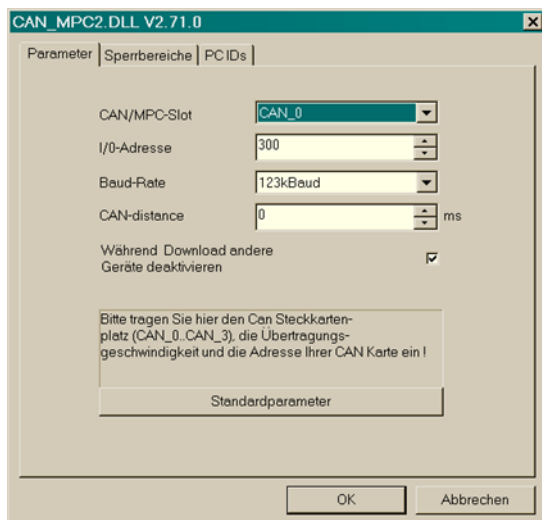 CAN_MPC2.DLL V2.71.0
Parameter Sperrbereiche PC IDs
CAN/MPC-Slot CAN_0
I/0-Adresse 300
Baud-Rate 123kBaud
CAN-distance 0 ms
Während Download andere
Geräte deaktivieren
Bitte tragen Sie hier den Can Steckkarten-
platz (CAN_0..CAN_3), die Übertragungs-
geschwindigkeit und die Adresse Ihrer CAN Karte ein !
Standardparameter
OK Abbrechen